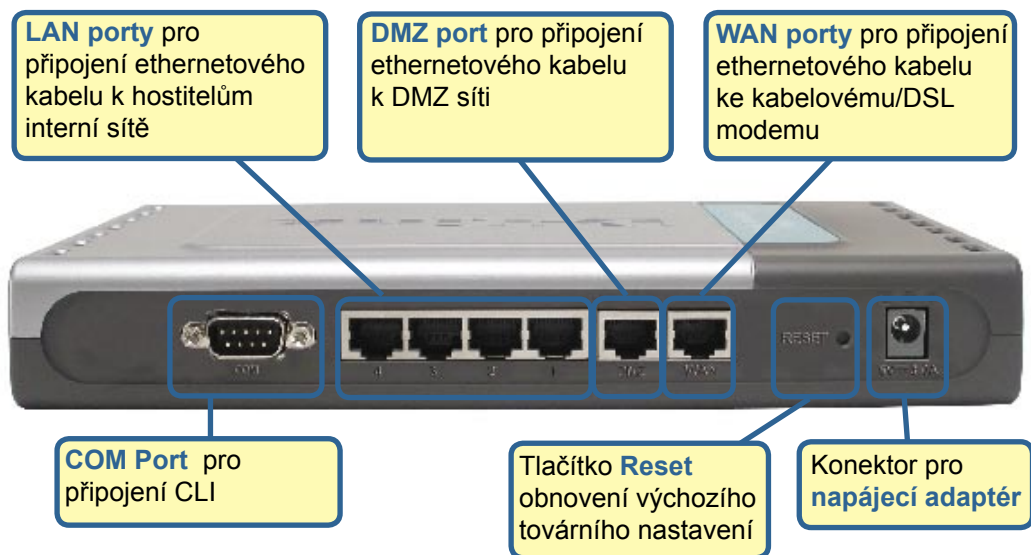 LAN porty pro
připojení ethernetového
kabelu k hostitelům
interní sítě
DMZ port pro připojení
ethernetového kabelu
k DMZ síti
WAN porty pro připojení
ethernetového kabelu
ke kabelovému/DSL
modemu
COM
4 3 2 1 DMZ WAN
RESET
COM Port pro
připojení CLI
Tlačítko Reset
obnovení výchozího
továrního nastavení
Konektor pro
napájecí adaptér